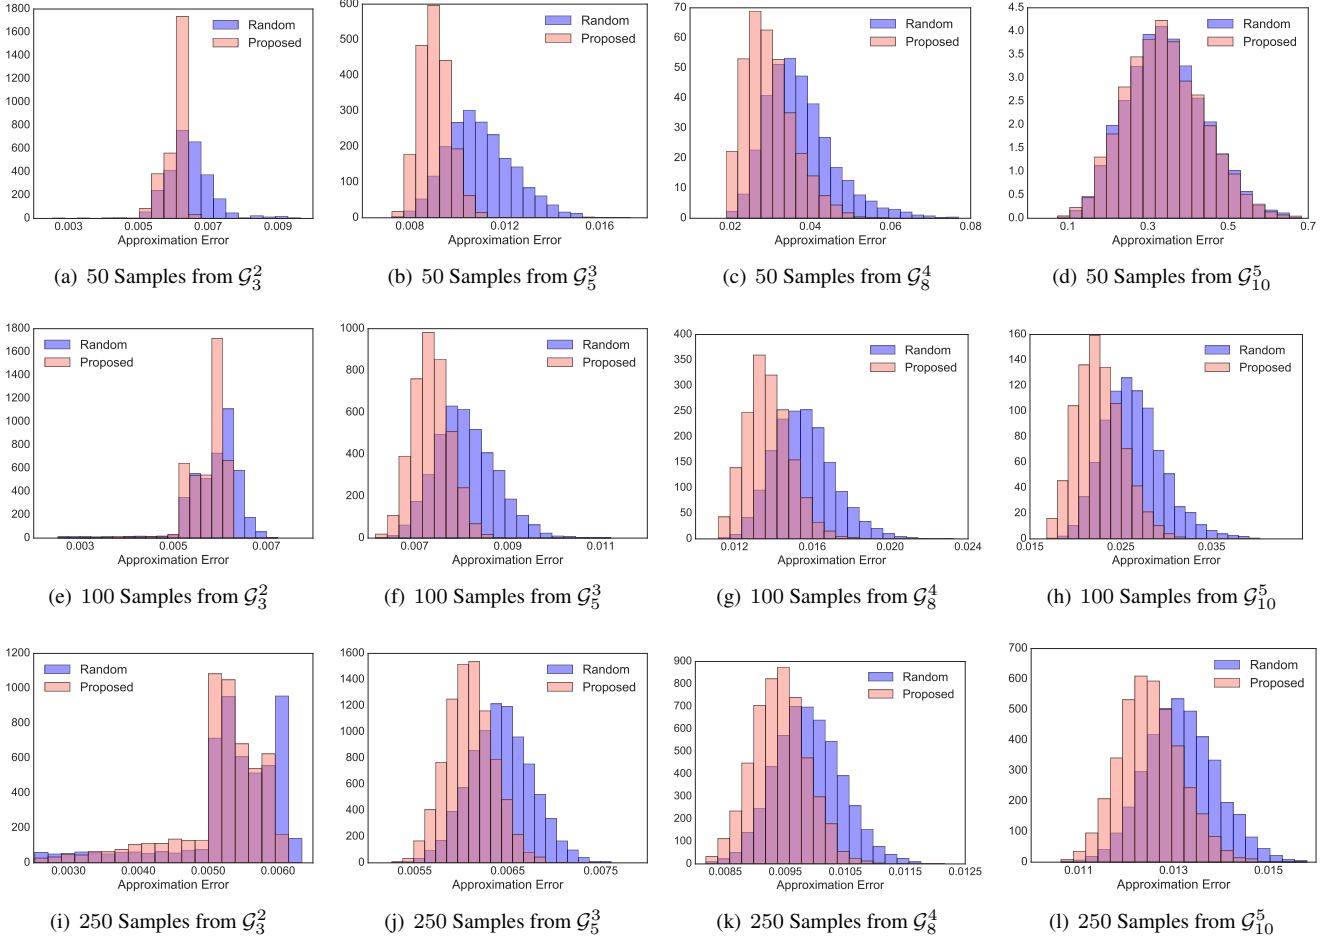 1800
1600
1400
1200
1000
800
600
400
200
0
0.003 0.005 0.007 0.009
Approximation Error
Random
Proposed
(a) 50 Samples from 𝒢₃²
600
500
400
300
200
100
0
0.008 0.012 0.016
Approximation Error
Random
Proposed
(b) 50 Samples from 𝒢₅³
70
60
50
40
30
20
10
0
0.02 0.04 0.06 0.08
Approximation Error
Random
Proposed
(c) 50 Samples from 𝒢₈⁴
4.5
4.0
3.5
3.0
2.5
2.0
1.5
1.0
0.5
0.0
0.1 0.3 0.5 0.7
Approximation Error
Random
Proposed
(d) 50 Samples from 𝒢₁₀⁵
1800
1600
1400
1200
1000
800
600
400
200
0
0.003 0.005 0.007
Approximation Error
Random
Proposed
(e) 100 Samples from 𝒢₃²
1000
800
600
400
200
0
0.007 0.009 0.011
Approximation Error
Random
Proposed
(f) 100 Samples from 𝒢₅³
400
350
300
250
200
150
100
50
0
0.012 0.016 0.020 0.024
Approximation Error
Random
Proposed
(g) 100 Samples from 𝒢₈⁴
160
140
120
100
80
60
40
20
0
0.015 0.025 0.035
Approximation Error
Random
Proposed
(h) 100 Samples from 𝒢₁₀⁵
1200
1000
800
600
400
200
0
0.0030 0.0040 0.0050 0.0060
Approximation Error
Random
Proposed
(i) 250 Samples from 𝒢₃²
1600
1400
1200
1000
800
600
400
200
0
0.0055 0.0065 0.0075
Approximation Error
Random
Proposed
(j) 250 Samples from 𝒢₅³
900
800
700
600
500
400
300
200
100
0
0.0085 0.0095 0.0105 0.0115 0.0125
Approximation Error
Random
Proposed
(k) 250 Samples from 𝒢₈⁴
700
600
500
400
300
200
100
0
0.011 0.013 0.015
Approximation Error
Random
Proposed
(l) 250 Samples from 𝒢₁₀⁵